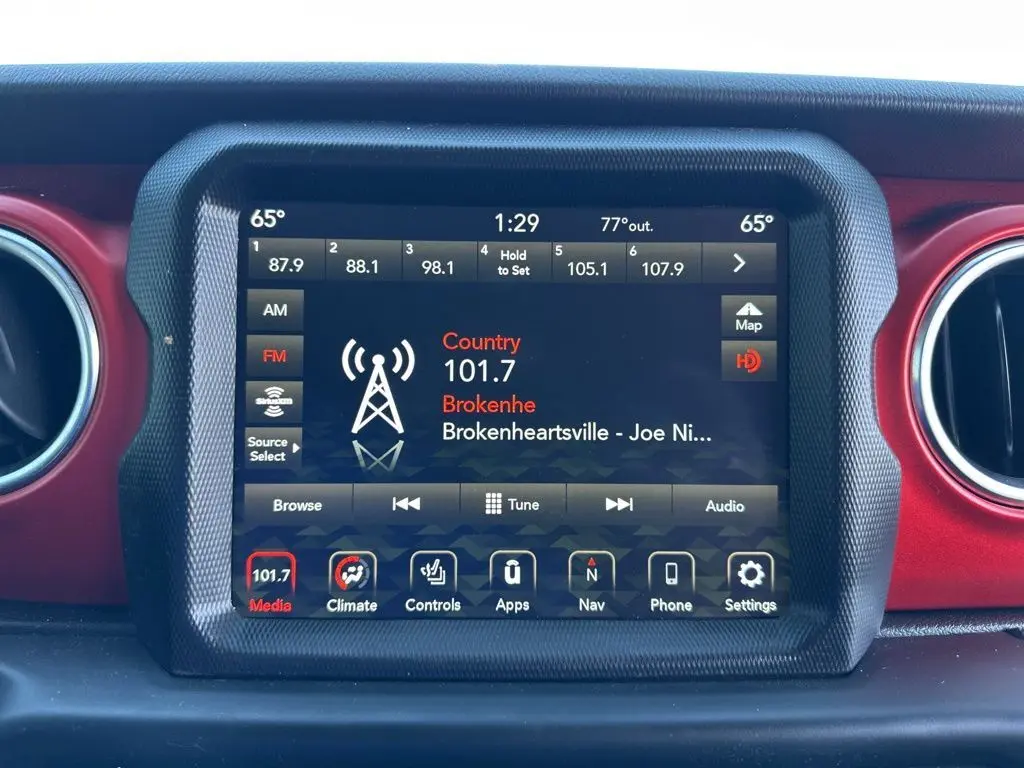 65° 1:29 77°out. 65°
1 87.9 2 88.1 3 98.1 4 Hold to Set 5 105.1 6 107.9
AM
Map
FM
HD
SiriusXM
Source
Select
Country
101.7
Brokenhe
Brokenheartsville - Joe Ni...
Browse Tune Audio
101.7 ū N
Media Climate Controls Apps Nav Phone Settings